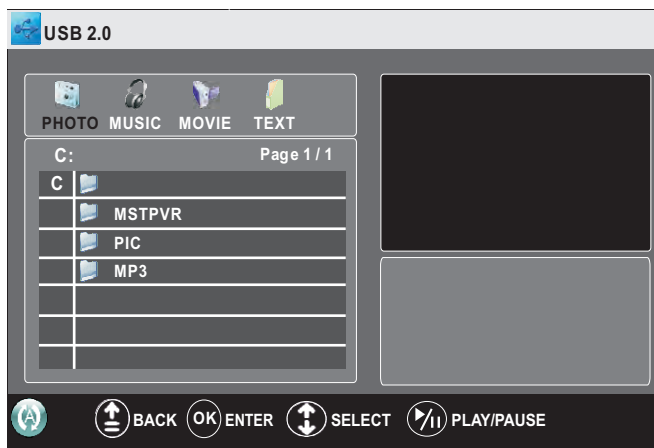 USB 2.0
PHOTO MUSIC MOVIE TEXT
C: Page 1 / 1
C
MSTPVR
PIC
MP3
A BACK OK ENTER SELECT PLAY/PAUSE